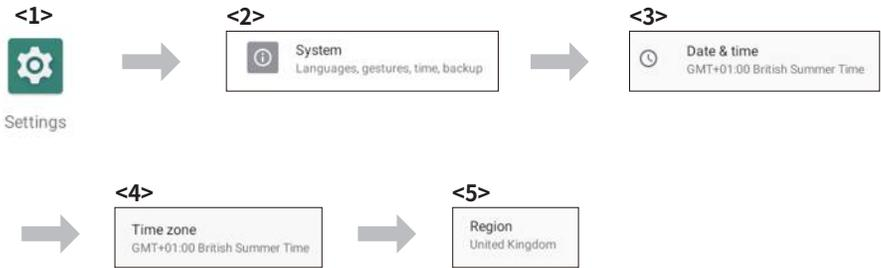 <1>
Settings
<2>
System
Languages, gestures, time, backup
<3>
Date & time
GMT+01:00 British Summer Time
<4>
Time zone
GMT+01:00 British Summer Time
<5>
Region
United Kingdom